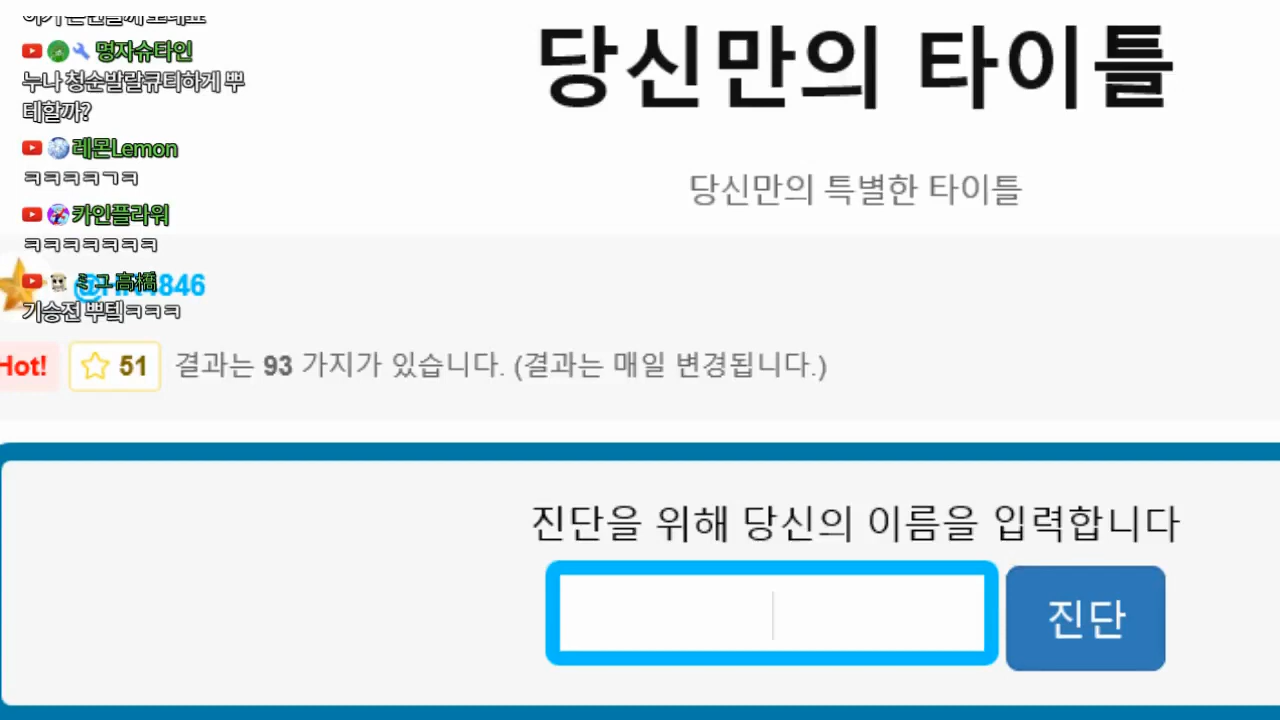 명자슈타인
누나 청순발랄큐티하게 뿌
테할까?
레몬Lemon
ㅋㅋㅋㅋㄱㅋ
카인플라워
ㅋㅋㅋㅋㅋㅋㅋ
ミユ高橋
기승전 뿌텤ㅋㅋㅋ
당신만의 타이틀
당신만의 특별한 타이틀
Hot!
51
결과는 93 가지가 있습니다. (결과는 매일 변경됩니다.)
진단을 위해 당신의 이름을 입력합니다
진단